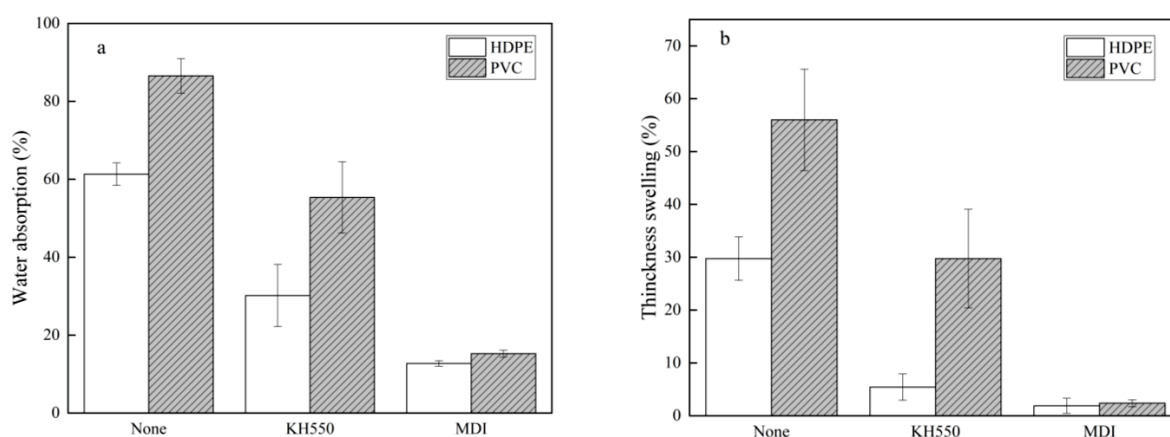 a
HDPE
PVC
Water absorption (%)
100
80
60
40
20
0
None KH550 MDI
b
HDPE
PVC
Thinckness swelling (%)
70
60
50
40
30
20
10
0
None KH550 MDI